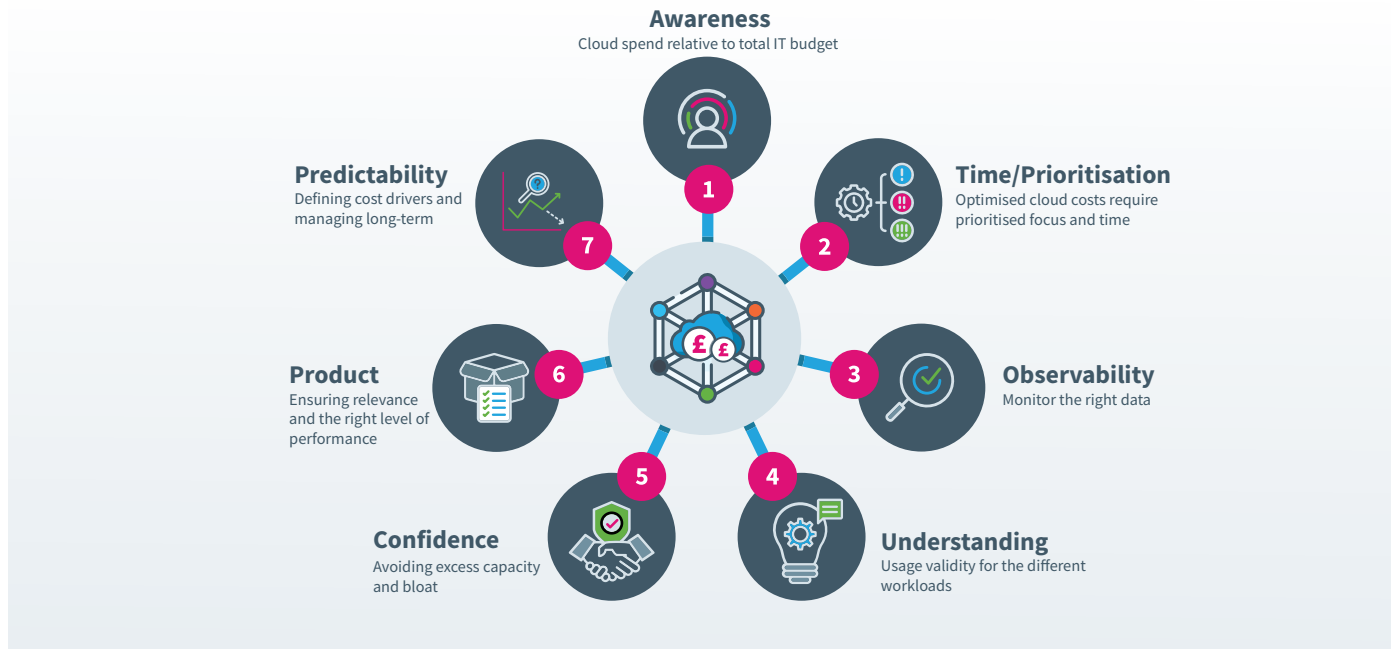 Awareness
Cloud spend relative to total IT budget
1
Time/Prioritisation
Optimised cloud costs require
prioritised focus and time
2
Observability
Monitor the right data
3
Understanding
Usage validity for the different
workloads
4
Confidence
Avoiding excess capacity
and bloat
5
Product
Ensuring relevance
and the right level of
performance
6
Predictability
Defining cost drivers and
managing long-term
7
£
£
?
!
!!
!!!